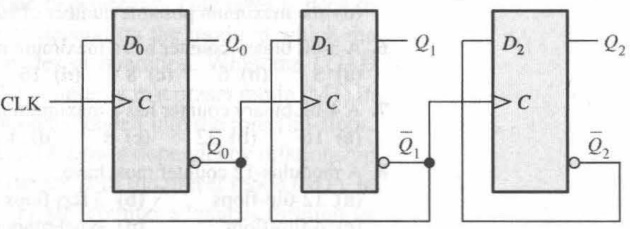 D₀ Q₀ D₁ Q₁ D₂ Q₂
CLK C C C
Q̅₀ Q̅₁ Q̅₂